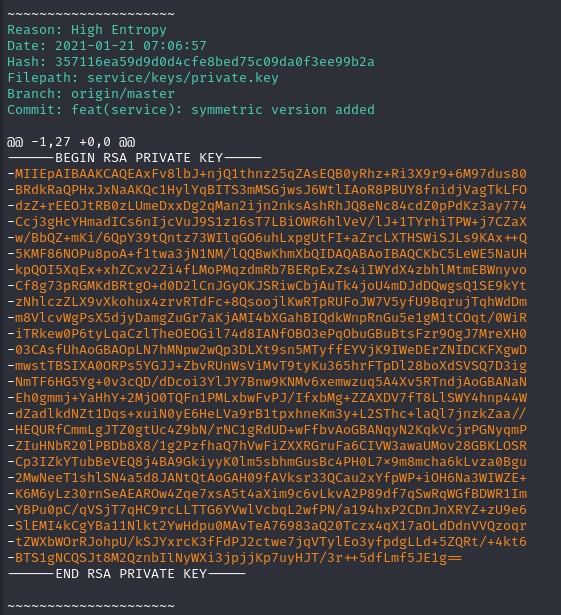 ~~~~~~~~~~~~~~~~~~~~~
Reason: High Entropy
Date: 2021-01-21 07:06:57
Hash: 357116ea59d9d0d4cfe8bed75c09da0f3ee99b2a
Filepath: service/keys/private.key
Branch: origin/master
Commit: feat(service): symmetric version added
@@ -1,27 +0,0 @@
------BEGIN RSA PRIVATE KEY-----
-MIIEpAIBAAKCAQEAxFv8lbJ+njQ1thnz25qZAsEQB0yRhz+Ri3X9r9+6M97dus80
-BRdkRaQPHxJxNaAKQc1HylYqBITS3mMSGjwsJ6WtlIAoR8PBUY8fnidjVagTkLFO
-dzZ+rEEOJtRB0zLUmeDxxDg2qMan2ijn2nksAshRhJQ8eNc84cdZ0pPdKz3ay774
-Ccj3gHcYHmadICs6nIjcVuJ9S1z16sT7LBiOWR6hlVeV/lJ+1TYrhiTPW+j7CZaX
-w/BbQZ+mKi/6QpY39tQntz73WIlqGO6uhLxpgUtFI+aZrcLXTHSWiSJLs9KAx++Q
-5KMF86NOPu8poA+f1twa3jN1NM/lQQBwKhmXbQIDAQABAoIBAQCKbC5LeWE5NaUH
-kpQOI5XqEx+xhZCxv2Zi4fLMoPMqzdmRb7BERpExZs4iIWYdX4zbhlMtmEBWnyvo
-Cf8g73pRGMKdBRtgO+d0D2lCnJGyOKJSRiwCbjAuTk4joU4mDJdDQwgsQ1SE9kYt
-zNhlczZLX9vXkohux4zrvRTdFc+8QsoojlKwRTpRUFoJW7V5yfU9BqrujTqhWdDm
-m8VlcvWgPsX5djyDamgZuGr7aKjAMI4bXGahBIQdkWnpRnGu5e1gM1tCOqt/0WiR
-iTRkew0P6tyLqaCzlTheOEOGil74d8IANfOBO3ePqObuGBuBtsFzr9OgJ7MreXH0
-03CAsfUhAoGBAOpLN7hMNpw2wQp3DLXt9sn5MTyffEYVjK9IWeDErZNIDCKFXgwD
-mwstTBSIXA0ORPs5YGJJ+ZbvRUnWsViMvT9tyKu365hrFTpDl28boXdSVSQ7D3ig
-NmTF6HG5Yg+0v3cQD/dDcoi3YlJY7Bnw9KNMv6xemwzuq5A4Xv5RTndjAoGBANaN
-Eh0gmmj+YaHhY+2MjO0TQFn1PMLxbwFvPJ/IfxbMg+ZZAXDV7fT8LlSWY4hnp44W
-dZadlkdNZt1Dqs+xuiN0yE6HeLVa9rB1tpxhneKm3y+L2SThc+laQl7jnzkZaa//
-HEQURfCmmLgJTZ0gtUc4Z9bN/rNC1gRdUD+wFfbvAoGBANqyN2KqkVcjrPGNyqmP
-ZIuHNbR20lPBDb8X8/1g2PzfhaQ7hVwFiZXXRGruFa6CIVW3awaUMov28GBKLOSR
-Cp3IZkYTubBeVEQ8j4BA9GkiyyK0lm5sbhmGusBc4PH0L7x9m8mcha6kLvza0Bgu
-2MwNeeT1shlSN4a5d8JANtQtAoGAH09fAVksr33QCau2xYfpWP+iOH6Na3WIWZE+
-K6M6yLz30rnSeAEAROw4Zqe7xsA5t4aXim9c6vLkvA2P89df7qSwRqWGfBDWR1Im
-YBPu0pC/qVSjT7qHC9rcLLTTG6YVwlVcbqL2wfPN/a194hxP2CDnJnXRYZ+zU9e6
-SlEMI4kCgYBa11Nlkt2YwHdpu0MAvTeA76983aQ20Tczx4qX17aOLdDdnVVQzoqr
-tZWXbWOrRJohpU/kSJYxrcK3fFdPJ2ctwe7jqVTylEo3yfpdgLLd+5ZQRt/+4kt6
-BTS1gNCQSJt8M2QznbIlNyWXi3jpjjKp7uyHJT/3r++5dfLmf5JE1g==
------END RSA PRIVATE KEY-----
~~~~~~~~~~~~~~~~~~~~~